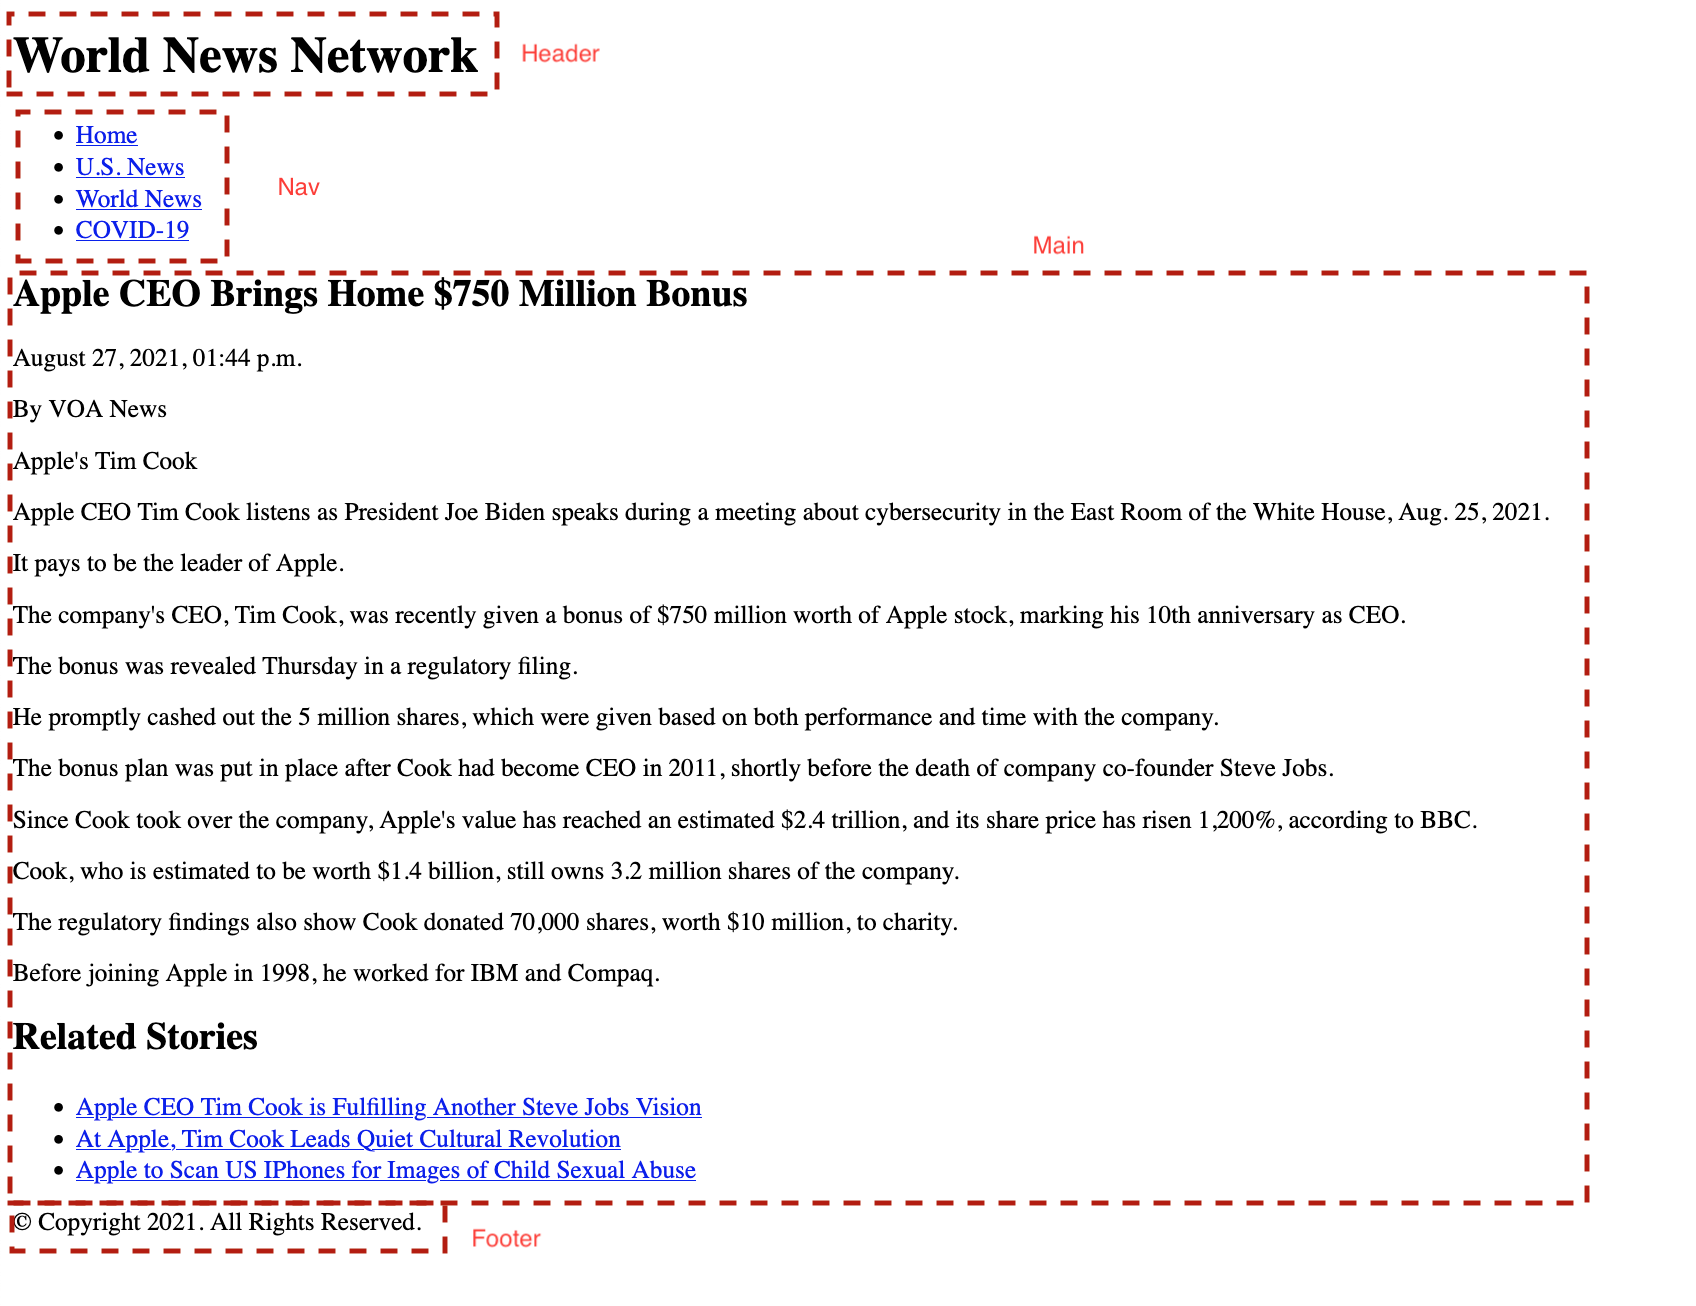 World News Network
Header
• Home
• U.S. News
• World News
• COVID-19
Nav
Main
Apple CEO Brings Home $750 Million Bonus
August 27, 2021, 01:44 p.m.
By VOA News
Apple's Tim Cook
Apple CEO Tim Cook listens as President Joe Biden speaks during a meeting about cybersecurity in the East Room of the White House, Aug. 25, 2021.
It pays to be the leader of Apple.
The company's CEO, Tim Cook, was recently given a bonus of $750 million worth of Apple stock, marking his 10th anniversary as CEO.
The bonus was revealed Thursday in a regulatory filing.
He promptly cashed out the 5 million shares, which were given based on both performance and time with the company.
The bonus plan was put in place after Cook had become CEO in 2011, shortly before the death of company co-founder Steve Jobs.
Since Cook took over the company, Apple's value has reached an estimated $2.4 trillion, and its share price has risen 1,200%, according to BBC.
Cook, who is estimated to be worth $1.4 billion, still owns 3.2 million shares of the company.
The regulatory findings also show Cook donated 70,000 shares, worth $10 million, to charity.
Before joining Apple in 1998, he worked for IBM and Compaq.
Related Stories
• Apple CEO Tim Cook is Fulfilling Another Steve Jobs Vision
• At Apple, Tim Cook Leads Quiet Cultural Revolution
• Apple to Scan US IPhones for Images of Child Sexual Abuse
© Copyright 2021. All Rights Reserved.
Footer